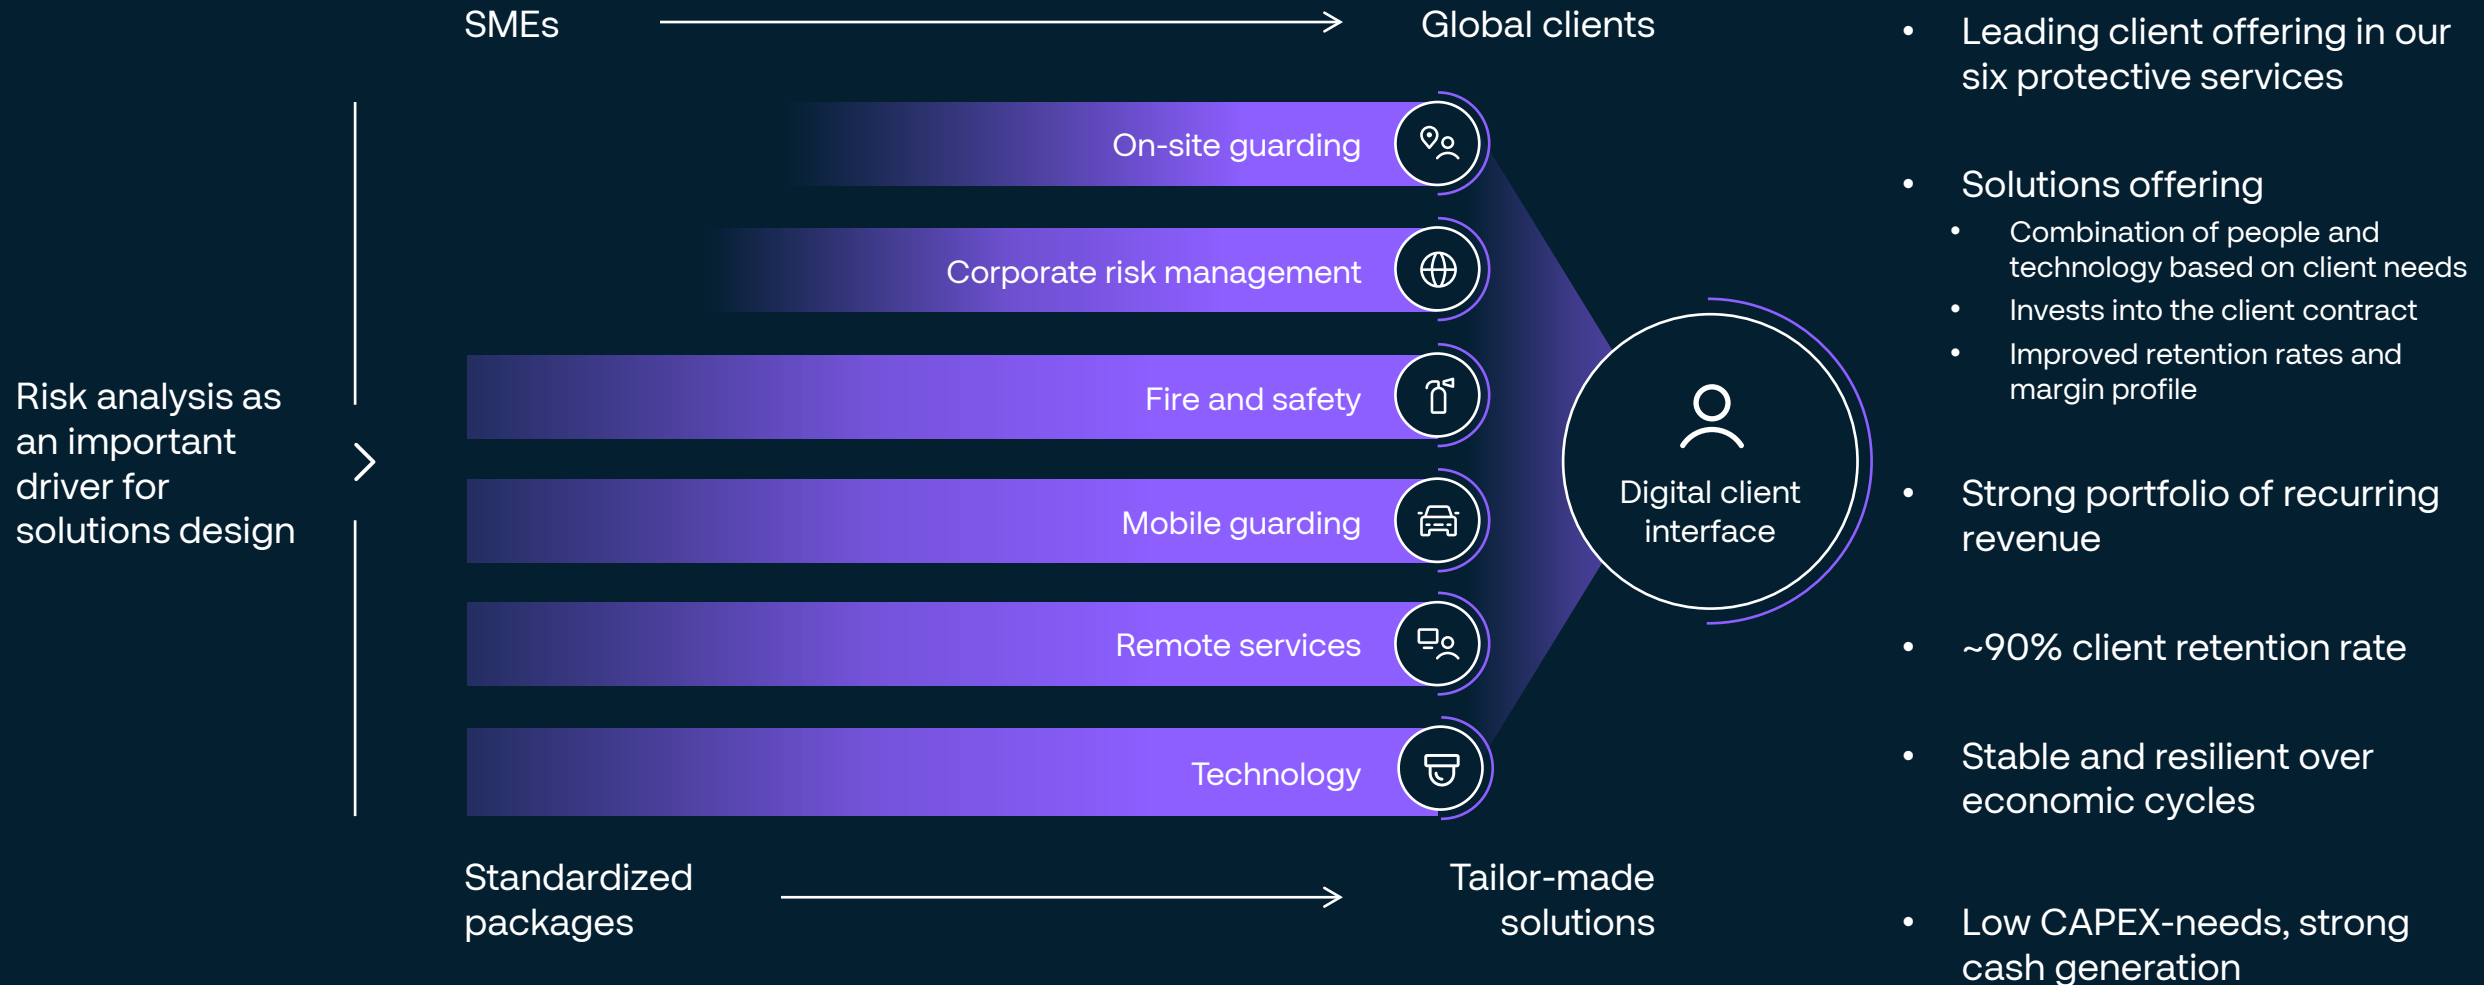 SMEs
Global clients
Risk analysis as
an important
driver for
solutions design
On-site guarding
Corporate risk management
Fire and safety
Mobile guarding
Remote services
Technology
Digital client
interface
Standardized
packages
Tailor-made
solutions
• Leading client offering in our
six protective services
• Solutions offering
• Combination of people and
technology based on client needs
• Invests into the client contract
• Improved retention rates and
margin profile
• Strong portfolio of recurring
revenue
• ~90% client retention rate
• Stable and resilient over
economic cycles
• Low CAPEX-needs, strong
cash generation